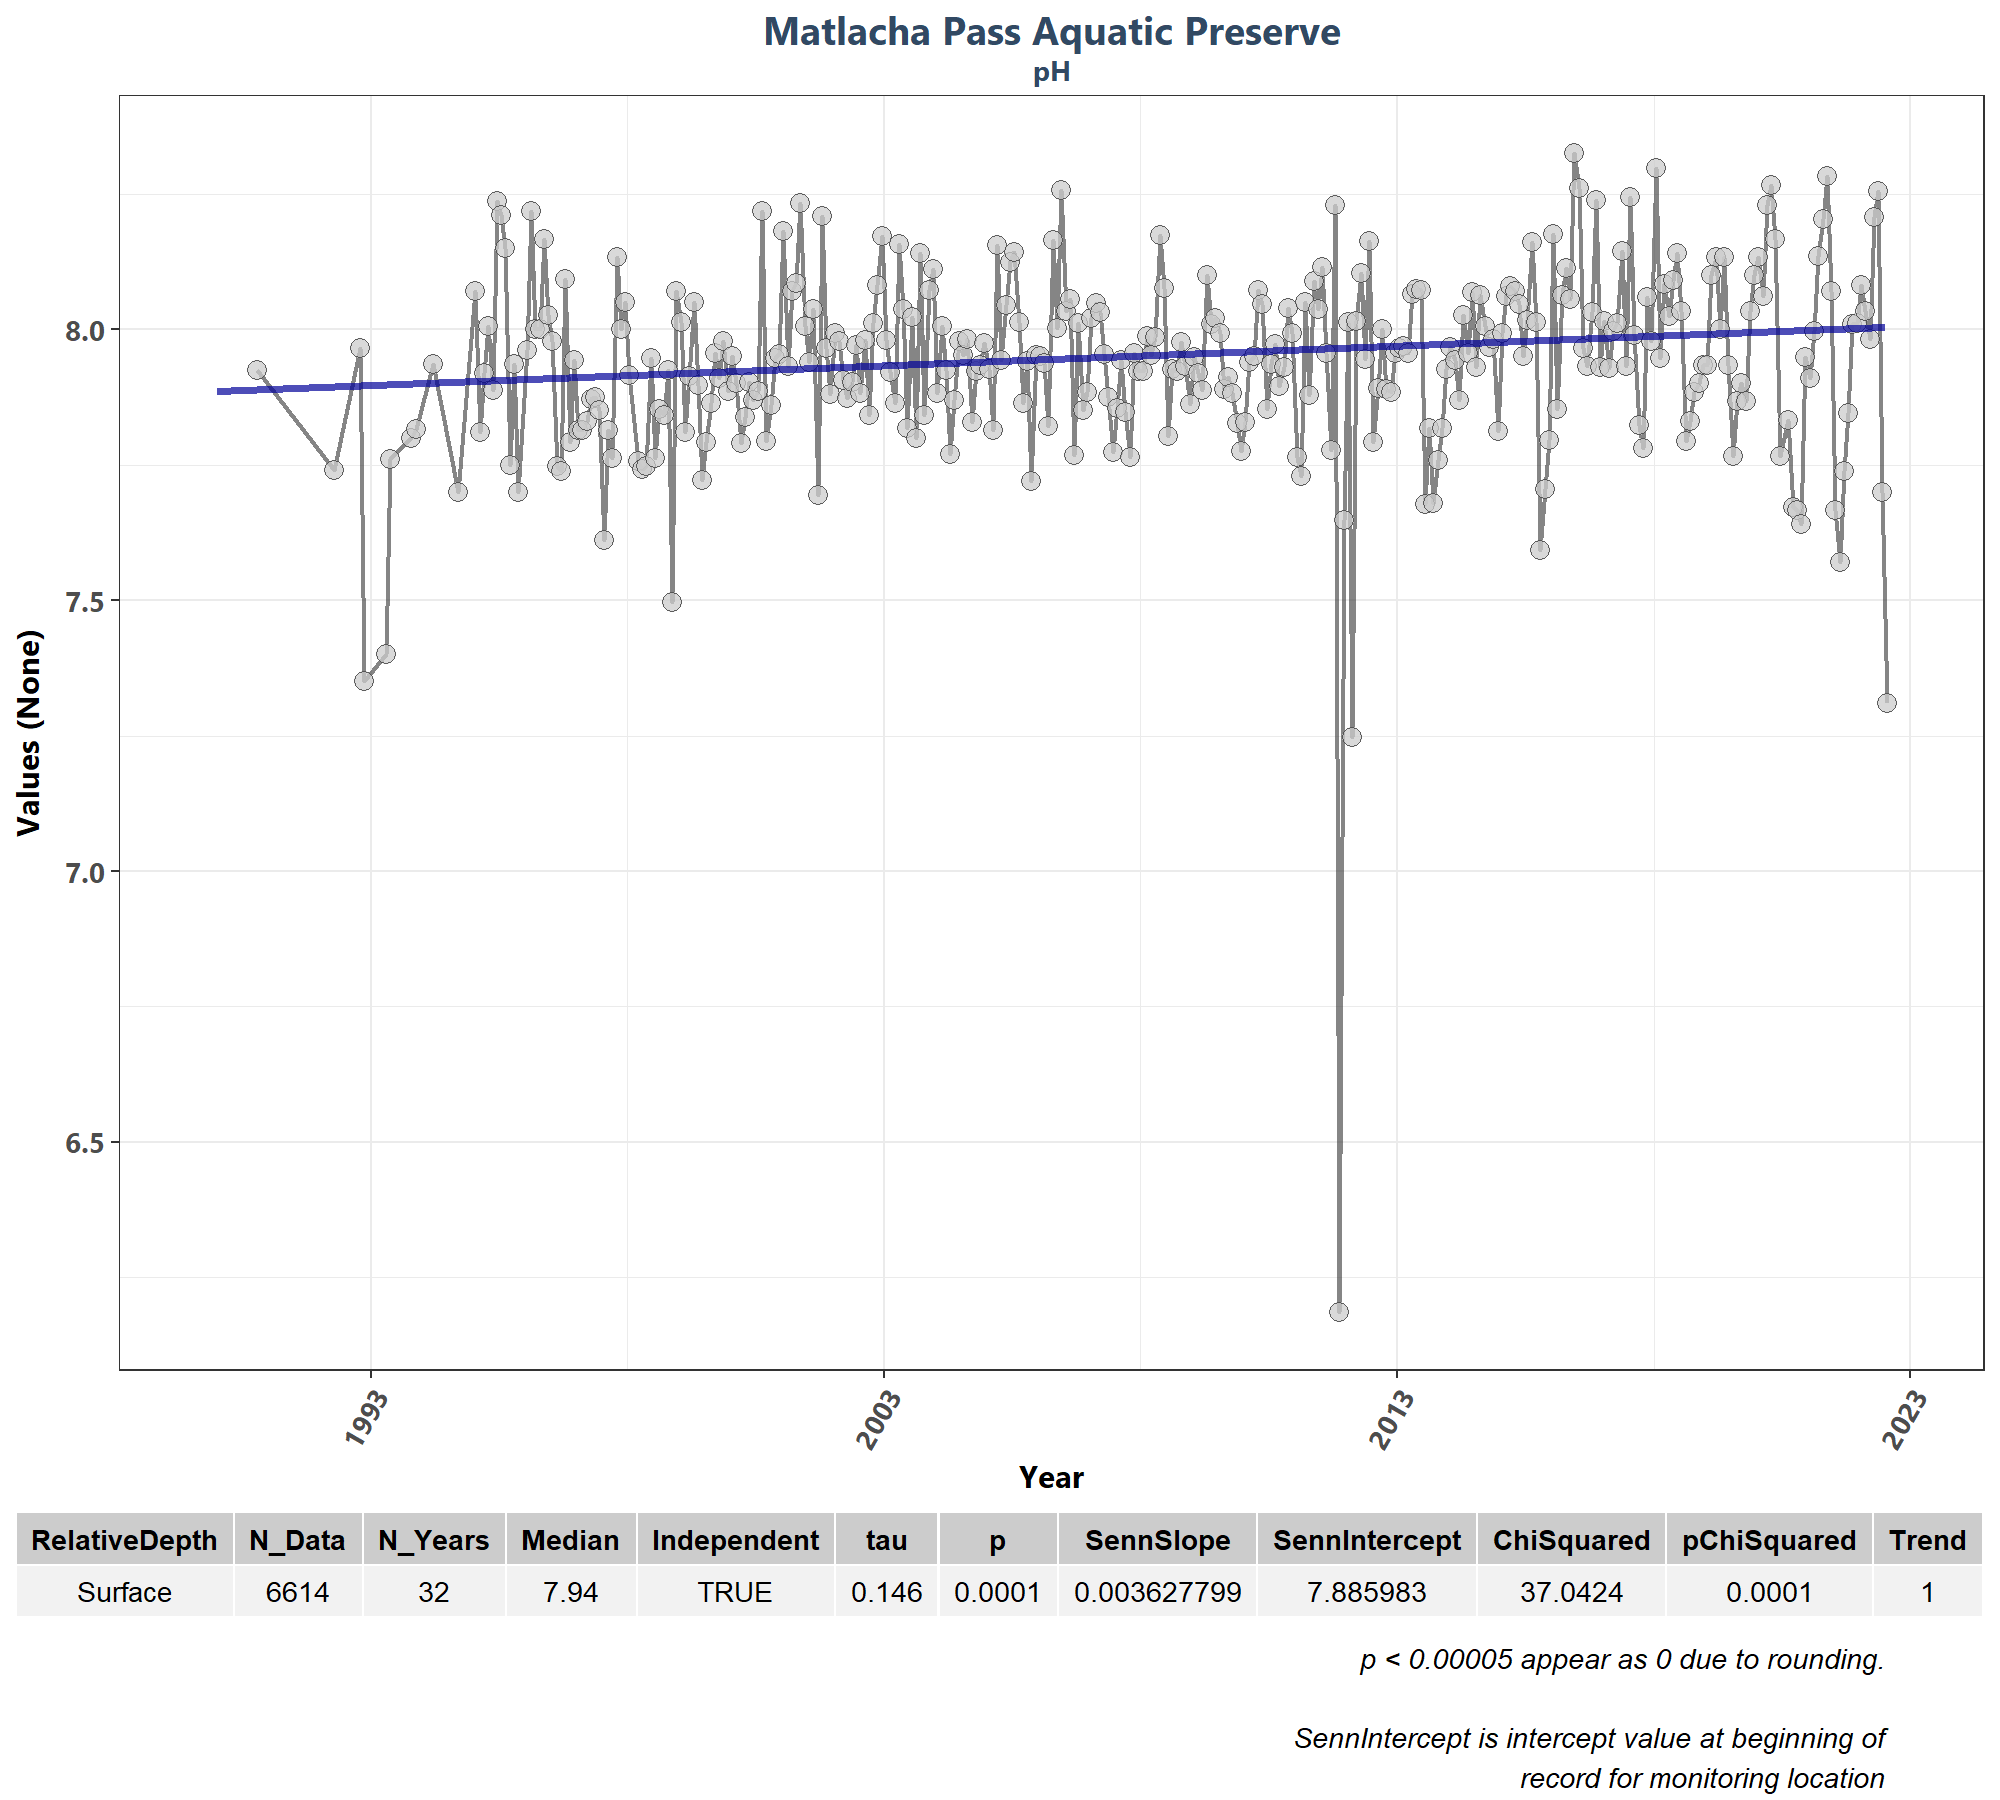 Matlacha Pass Aquatic Preserve
pH
Values (None)
8.0
7.5
7.0
6.5
1993
2003
2013
2023
Year
RelativeDepth N_Data N_Years Median Independent tau p SennSlope SennIntercept ChiSquared pChiSquared Trend
Surface 6614 32 7.94 TRUE 0.146 0.0001 0.003627799 7.885983 37.0424 0.0001 1
p < 0.00005 appear as 0 due to rounding.
SennIntercept is intercept value at beginning of
record for monitoring location